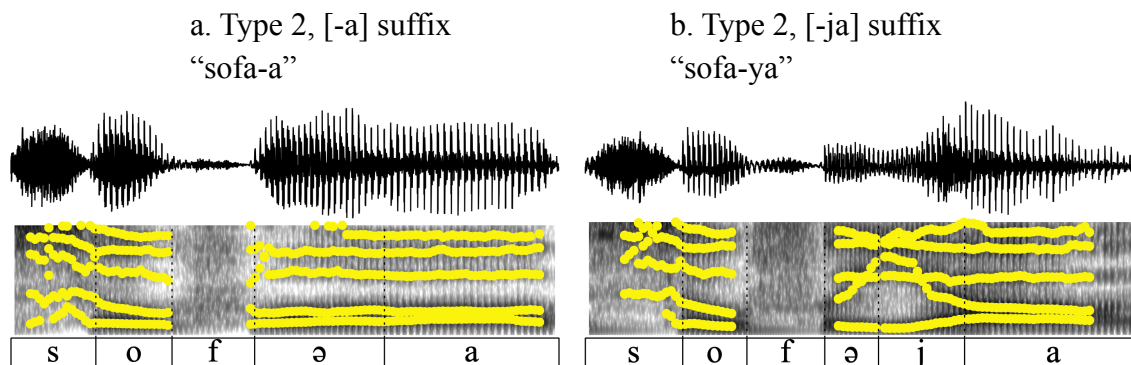 a. Type 2, [-a] suffix
“sofa-a”
s o f ə a
b. Type 2, [-ja] suffix
“sofa-ya”
s o f ə j a